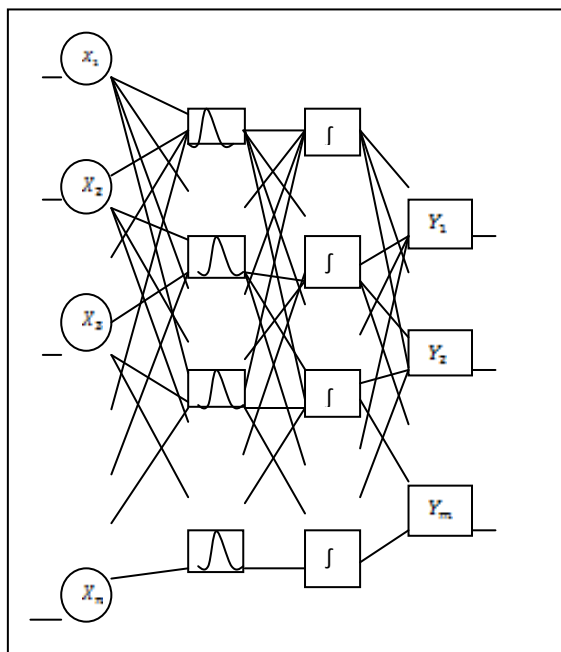 X₁
∫
X₂
Y₁
∫
X₃
Y₂
∫
Yₘ
∫
Xₙ